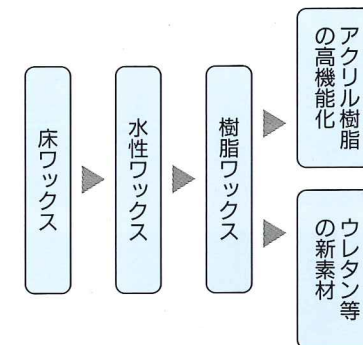 床ワックス
水性ワックス
樹脂ワックス
アクリル樹脂
の高機能化
ウレタン等
の新素材